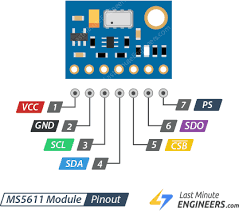 VCC 1
7 PS
GND 2
6 SDO
SCL 3
5 CSB
SDA 4
MS5611 Module Pinout
Last Minute
ENGINEERS.com